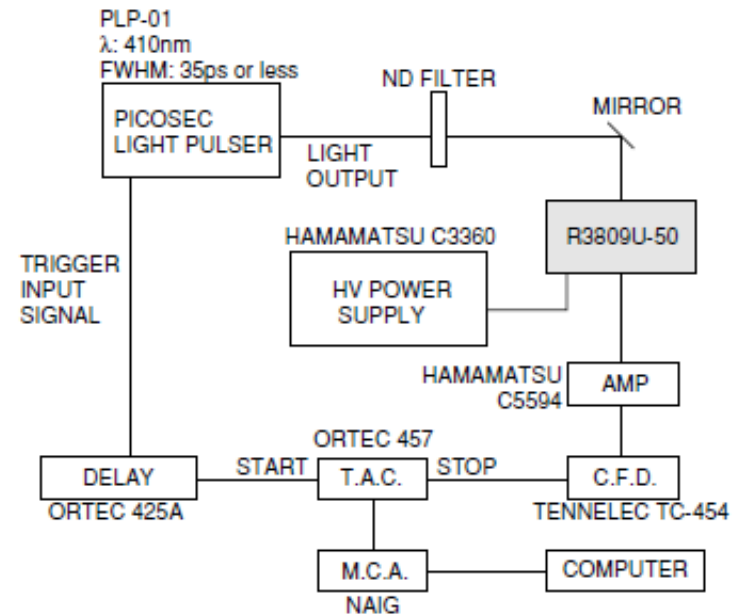 PLP-01
λ: 410nm
FWHM: 35ps or less
PICOSEC
LIGHT PULSER
ND FILTER
MIRROR
LIGHT
OUTPUT
HAMAMATSU C3360
R3809U-50
TRIGGER
INPUT
SIGNAL
HV POWER
SUPPLY
HAMAMATSU
C5594
AMP
ORTEC 457
DELAY
START
T.A.C.
STOP
C.F.D.
ORTEC 425A
TENNELEC TC-454
M.C.A.
COMPUTER
NAIG